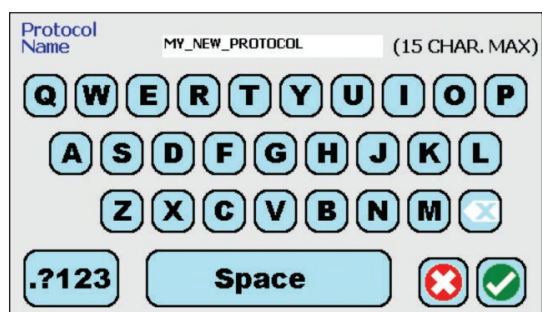 Protocol
Name MY_NEW_PROTOCOL (15 CHAR. MAX)
Q W E R T Y U I O P
A S D F G H J K L
Z X C V B N M X
.?123 Space